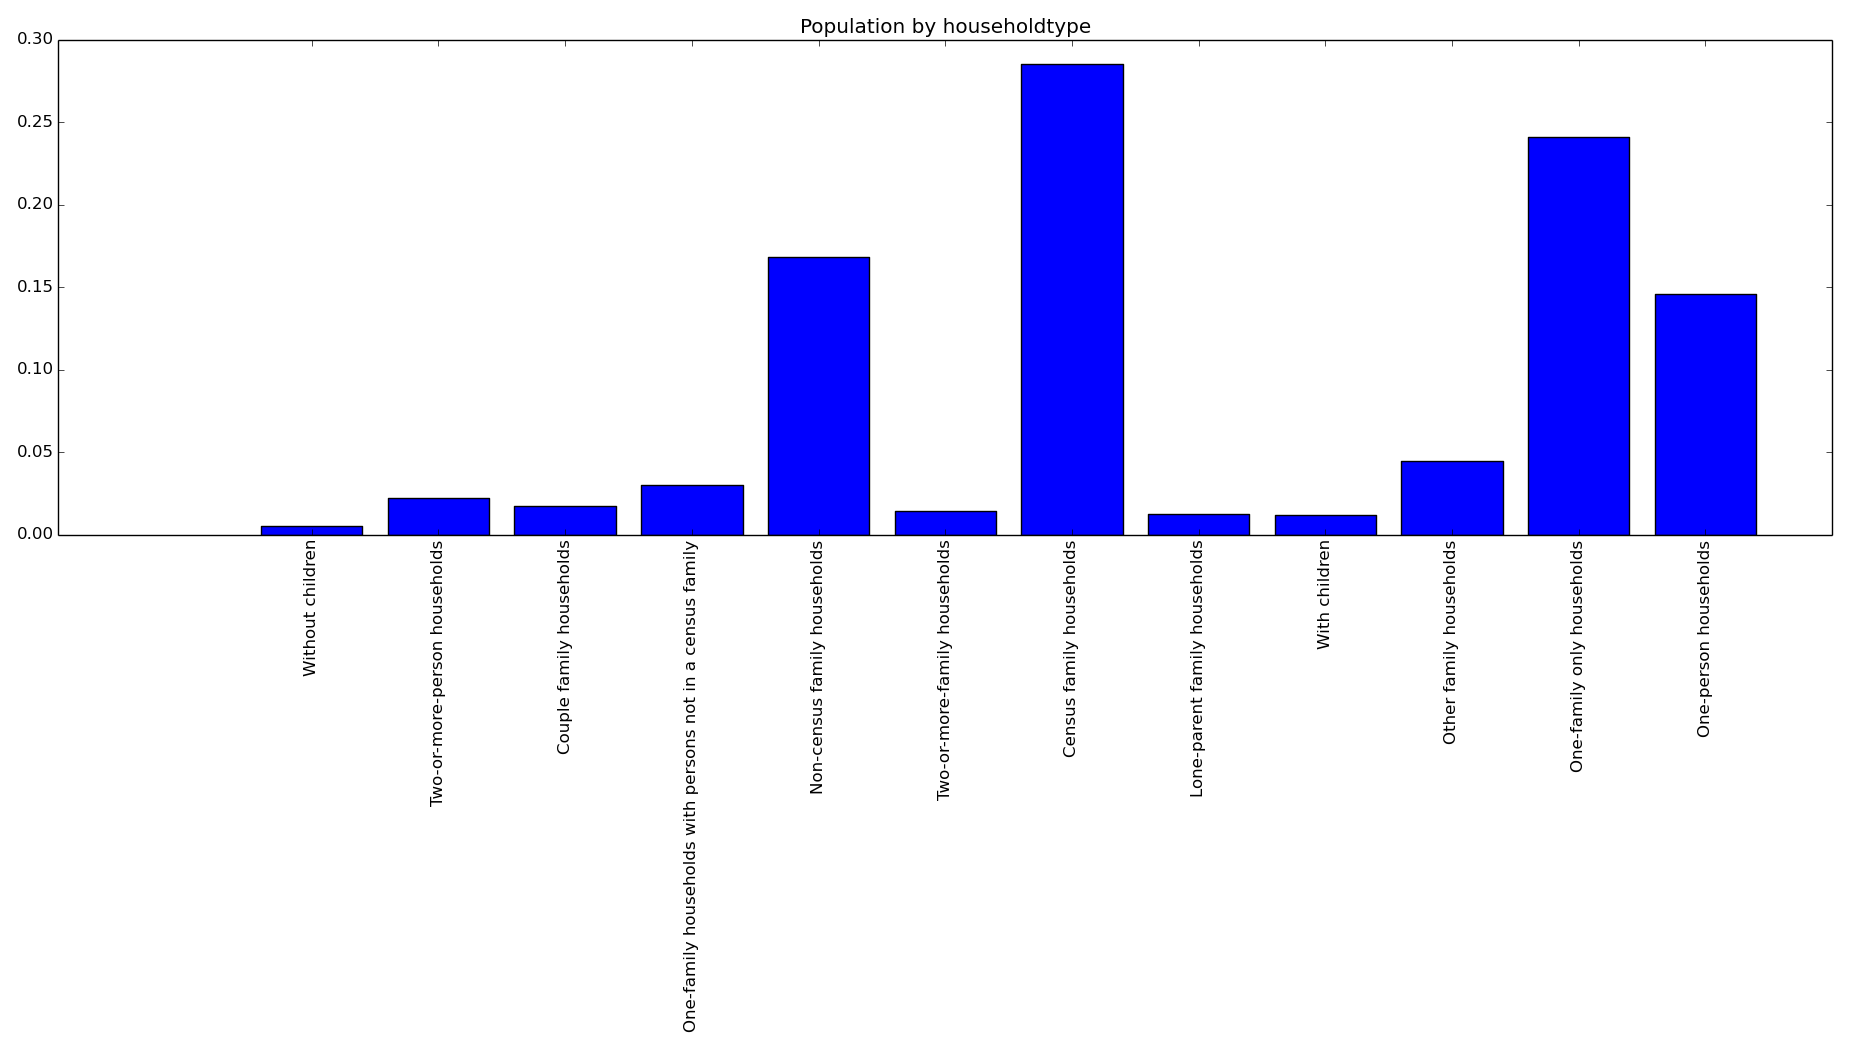 Population by householdtype
0.30
0.25
0.20
0.15
0.10
0.05
0.00
Without children
Two-or-more-person households
Couple family households
One-family households with persons not in a census family
Non-census family households
Two-or-more-family households
Census family households
Lone-parent family households
With children
Other family households
One-family only households
One-person households